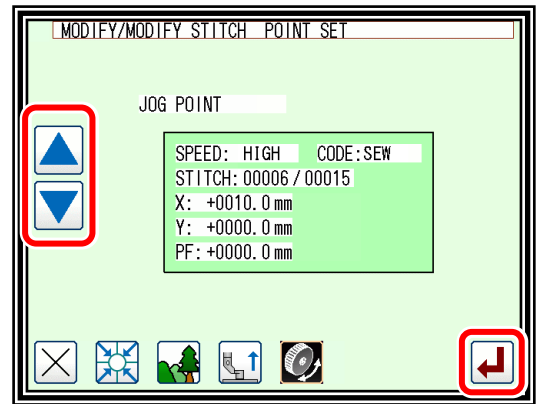 MODIFY/MODIFY STITCH POINT SET
JOG POINT
SPEED: HIGH CODE:SEW
STITCH:00006/00015
X: +0010.0mm
Y: +0000.0mm
PF:+0000.0mm